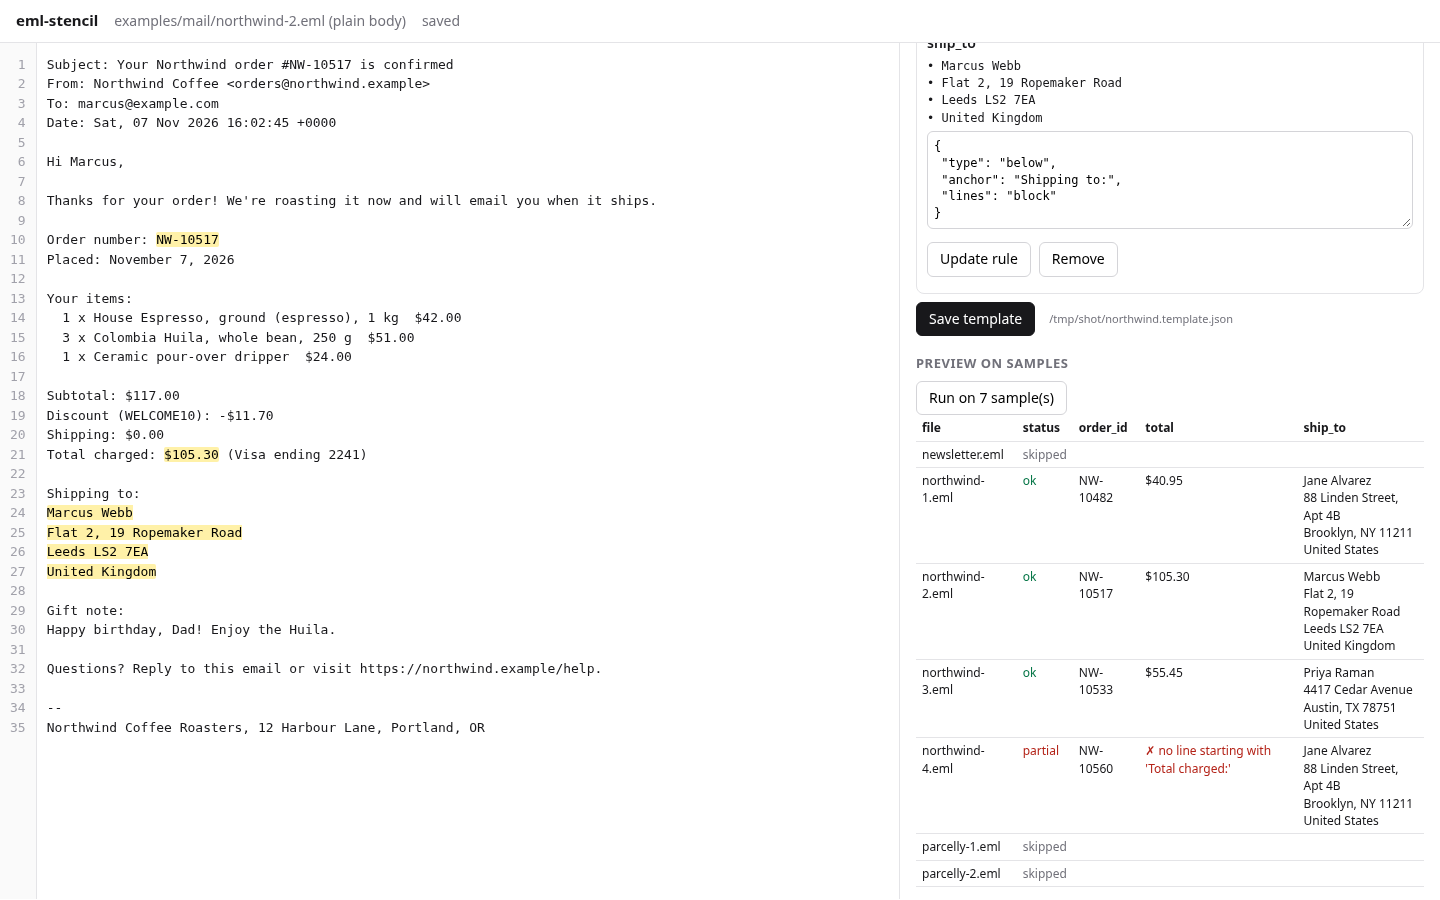 eml-stencil examples/mail/northwind-2.eml (plain body) saved
1 Subject: Your Northwind order #NW-10517 is confirmed
2 From: Northwind Coffee <orders@northwind.example>
3 To: marcus@example.com
4 Date: Sat, 07 Nov 2026 16:02:45 +0000
5
6 Hi Marcus,
7
8 Thanks for your order! We're roasting it now and will email you when it ships.
9
10 Order number: NW-10517
11 Placed: November 7, 2026
12
13 Your items:
14 1 x House Espresso, ground (espresso), 1 kg $42.00
15 3 x Colombia Huila, whole bean, 250 g $51.00
16 1 x Ceramic pour-over dripper $24.00
17
18 Subtotal: $117.00
19 Discount (WELCOME10): -$11.70
20 Shipping: $0.00
21 Total charged: $105.30 (Visa ending 2241)
22
23 Shipping to:
24 Marcus Webb
25 Flat 2, 19 Ropemaker Road
26 Leeds LS2 7EA
27 United Kingdom
28
29 Gift note:
30 Happy birthday, Dad! Enjoy the Huila.
31
32 Questions? Reply to this email or visit https://northwind.example/help.
33
34 --
35 Northwind Coffee Roasters, 12 Harbour Lane, Portland, OR
ship_to
• Marcus Webb
• Flat 2, 19 Ropemaker Road
• Leeds LS2 7EA
• United Kingdom
{
"type": "below",
"anchor": "Shipping to:",
"lines": "block"
}
Update rule Remove
Save template /tmp/shot/northwind.template.json
PREVIEW ON SAMPLES
Run on 7 sample(s)
file status order_id total ship_to
newsletter.eml skipped
northwind- ok NW- $40.95 Jane Alvarez
1.eml 10482 88 Linden Street,
Apt 4B
Brooklyn, NY 11211
United States
northwind- ok NW- $105.30 Marcus Webb
2.eml 10517 Flat 2, 19
Ropemaker Road
Leeds LS2 7EA
United Kingdom
northwind- ok NW- $55.45 Priya Raman
3.eml 10533 4417 Cedar Avenue
Austin, TX 78751
United States
northwind- partial NW- ✗ no line starting with Jane Alvarez
4.eml 10560 'Total charged:' 88 Linden Street,
Apt 4B
Brooklyn, NY 11211
United States
parcelly-1.eml skipped
parcelly-2.eml skipped